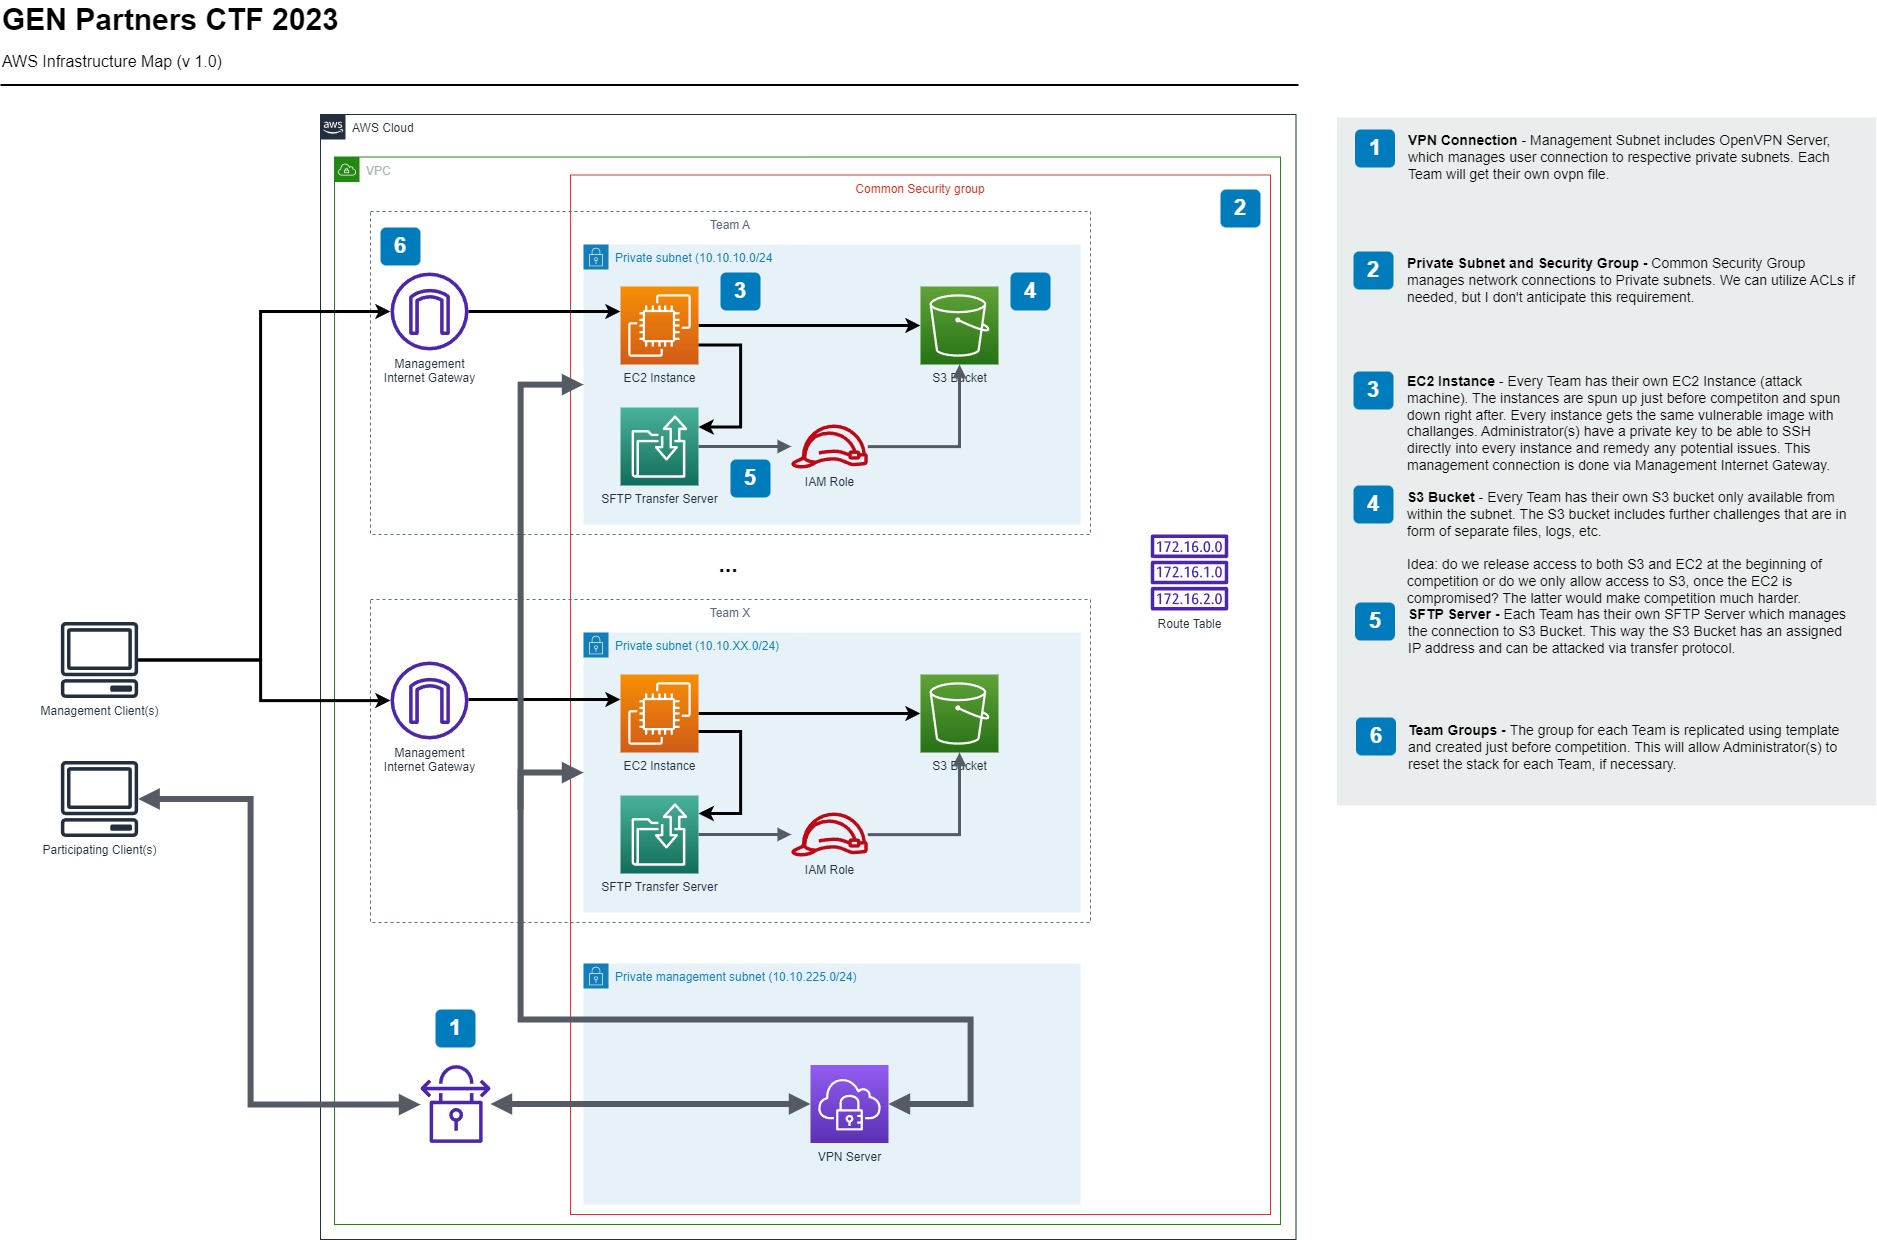 GEN Partners CTF 2023
AWS Infrastructure Map (v 1.0)
aws
AWS Cloud
VPC
Common Security group
2
Team A
6
Private subnet (10.10.10.0/24
3
4
Management
Internet Gateway
EC2 Instance
S3 Bucket
5
SFTP Transfer Server
IAM Role
...
172.16.0.0
172.16.1.0
172.16.2.0
Route Table
Team X
Private subnet (10.10.XX.0/24)
Management
Internet Gateway
EC2 Instance
S3 Bucket
SFTP Transfer Server
IAM Role
Management Client(s)
Participating Client(s)
Private management subnet (10.10.225.0/24)
1
VPN Server
1
VPN Connection - Management Subnet includes OpenVPN Server,
which manages user connection to respective private subnets. Each
Team will get their own ovpn file.
2
Private Subnet and Security Group - Common Security Group
manages network connections to Private subnets. We can utilize ACLs if
needed, but I don't anticipate this requirement.
3
EC2 Instance - Every Team has their own EC2 Instance (attack
machine). The instances are spun up just before competiton and spun
down right after. Every instance gets the same vulnerable image with
challanges. Administrator(s) have a private key to be able to SSH
directly into every instance and remedy any potential issues. This
management connection is done via Management Internet Gateway.
4
S3 Bucket - Every Team has their own S3 bucket only available from
within the subnet. The S3 bucket includes further challenges that are in
form of separate files, logs, etc.
Idea: do we release access to both S3 and EC2 at the beginning of
competition or do we only allow access to S3, once the EC2 is
compromised? The latter would make competition much harder.
5
SFTP Server - Each Team has their own SFTP Server which manages
the connection to S3 Bucket. This way the S3 Bucket has an assigned
IP address and can be attacked via transfer protocol.
6
Team Groups - The group for each Team is replicated using template
and created just before competition. This will allow Administrator(s) to
reset the stack for each Team, if necessary.